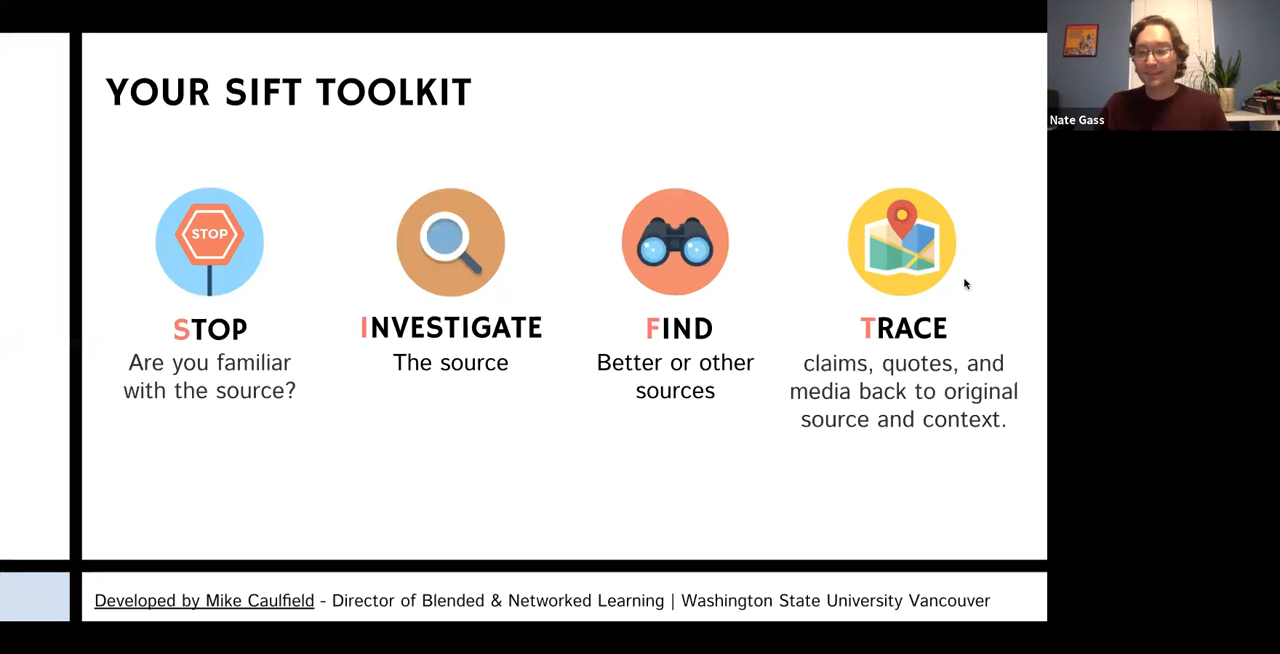 YOUR SIFT TOOLKIT
STOP
STOP
Are you familiar
with the source?
INVESTIGATE
The source
FIND
Better or other
sources
TRACE
claims, quotes, and
media back to original
source and context.
Developed by Mike Caulfield - Director of Blended & Networked Learning | Washington State University Vancouver
Nate Gass